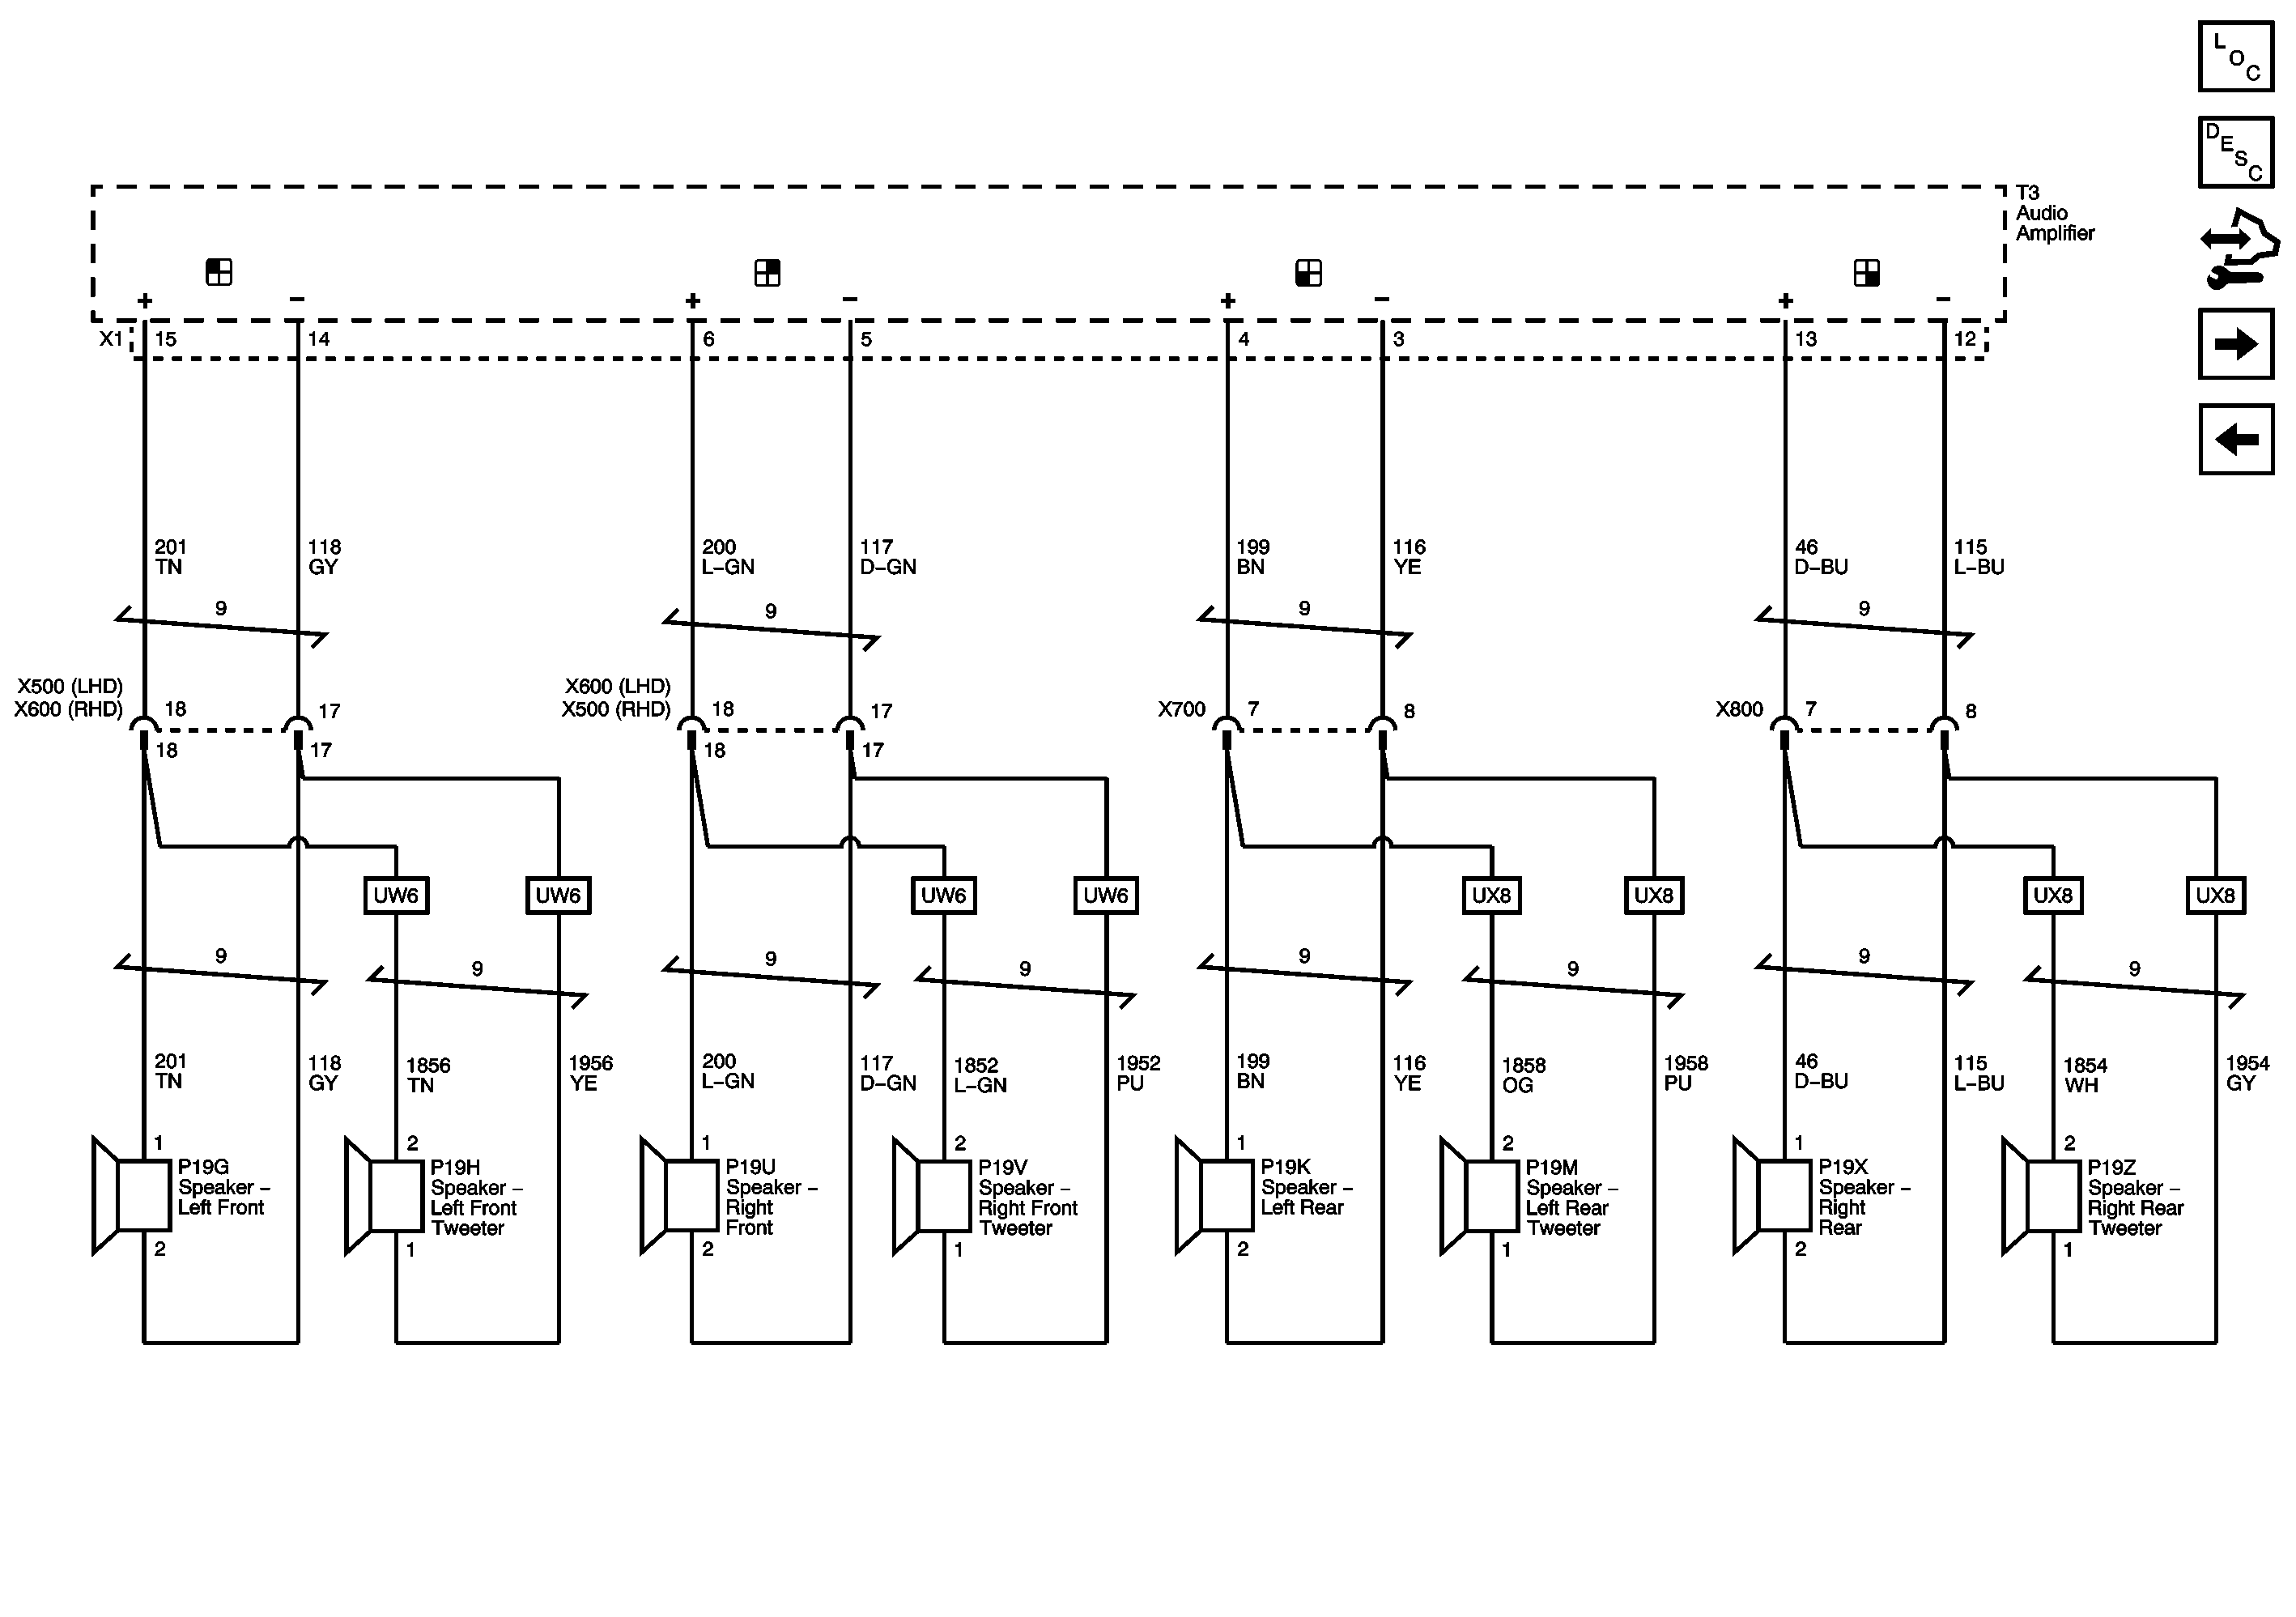 L O C
D E S C
T3
Audio
Amplifier
+ – + – + – + –
X1 15 14 6 5 4 3 13 12
201 118 200 117 199 116 46 115
TN GY L–GN D–GN BN YE D–BU L–BU
9 9 9 9
X500 (LHD) X600 (LHD)
X600 (RHD) 18 17 X500 (RHD) 18 17 X700 7 8 X800 7 8
18 17 18 17
UW6 UW6 UW6 UW6 UX8 UX8 UX8 UX8
9 9 9 9 9 9 9 9
201 118 1856 1956 200 117 1852 1952 199 116 1858 1958 46 115 1854 1954
TN GY TN YE L–GN D–GN L–GN PU BN YE OG PU D–BU L–BU WH GY
1 2 1 2 1 2 1 2
P19G
Speaker –
Left Front
P19H
Speaker –
Left Front
Tweeter
P19U
Speaker –
Right
Front
P19V
Speaker –
Right Front
Tweeter
P19K
Speaker –
Left Rear
P19M
Speaker –
Left Rear
Tweeter
P19X
Speaker –
Right
Rear
P19Z
Speaker –
Right Rear
Tweeter
2 1 2 1 2 1 2 1